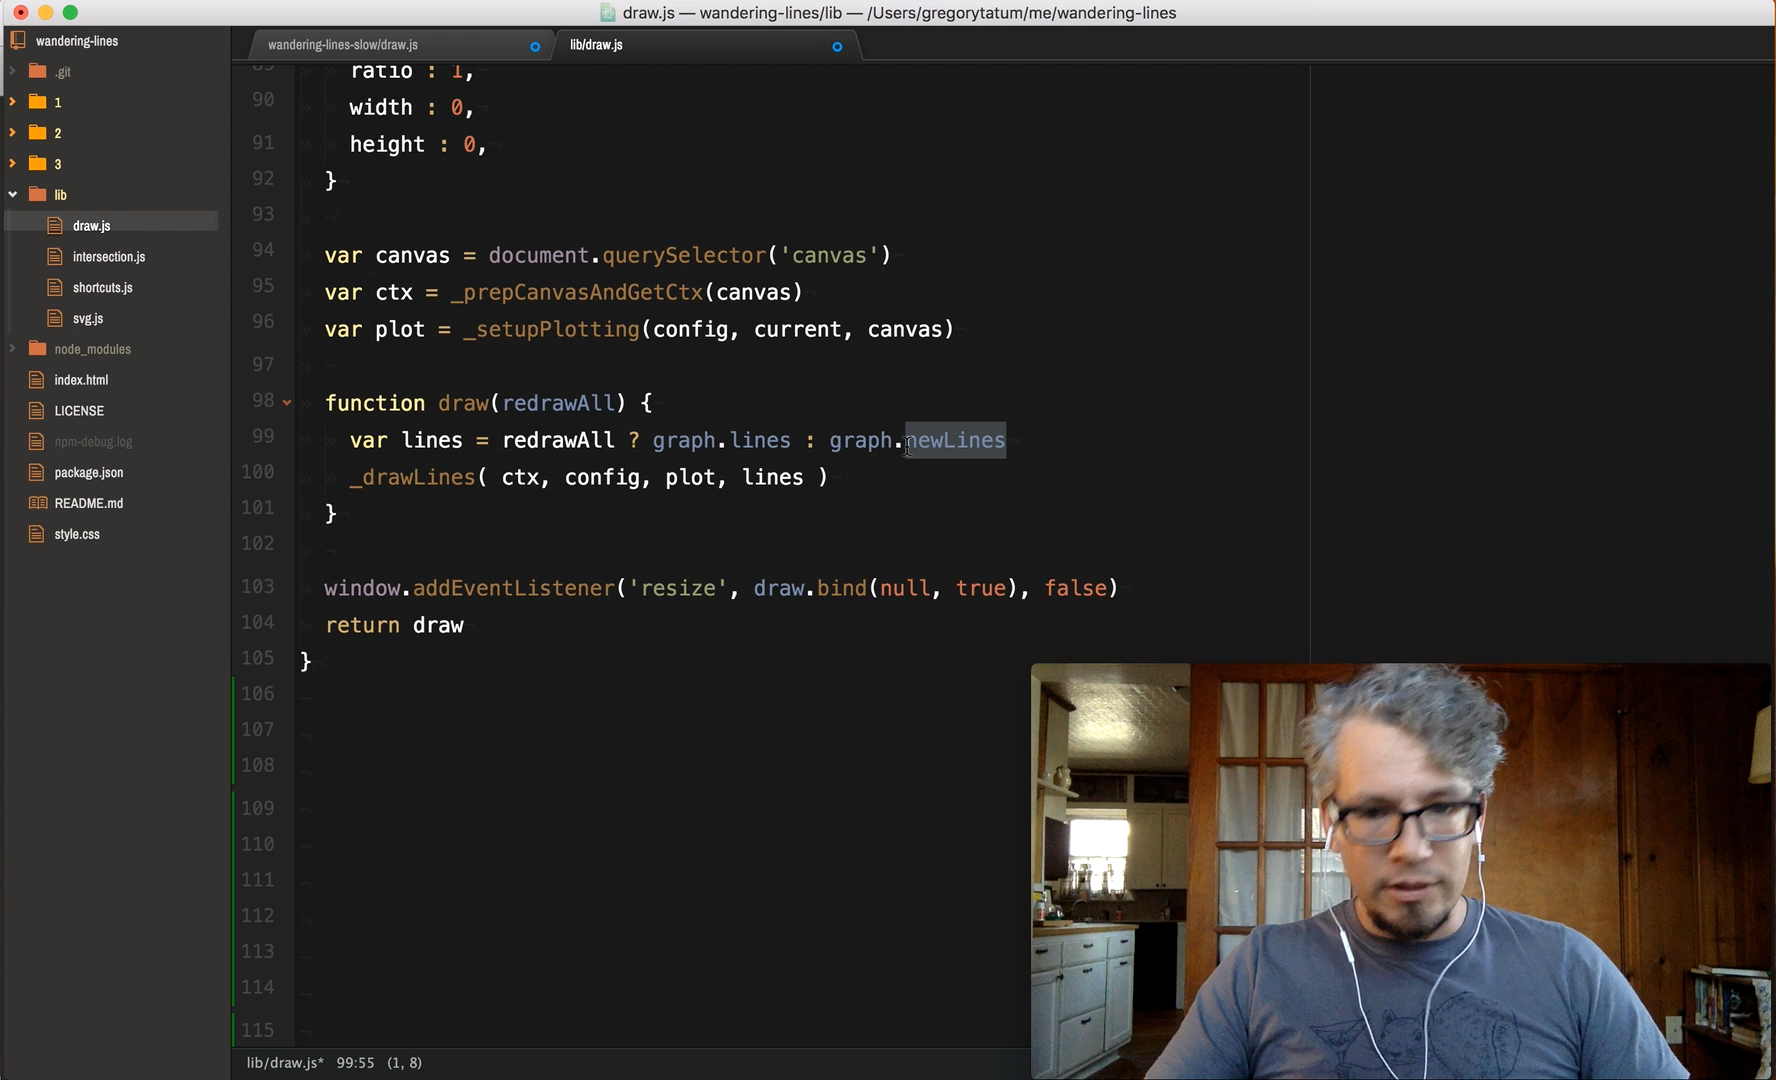 draw.js — wandering-lines/lib — /Users/gregorytatum/me/wandering-lines
wandering-lines
.git
1
2
3
lib
draw.js
intersection.js
shortcuts.js
svg.js
node_modules
index.html
LICENSE
npm-debug.log
package.json
README.md
style.css
wandering-lines-slow/draw.js
lib/draw.js
89 ratio : 1,
90 width : 0,
91 height : 0,
92 }
93
94 var canvas = document.querySelector('canvas')
95 var ctx = _prepCanvasAndGetCtx(canvas)
96 var plot = _setupPlotting(config, current, canvas)
97
98 function draw(redrawAll) {
99 var lines = redrawAll ? graph.lines : graph.newLines
100 _drawLines( ctx, config, plot, lines )
101 }
102
103 window.addEventListener('resize', draw.bind(null, true), false)
104 return draw
105 }
106
107
108
109
110
111
112
113
114
115
lib/draw.js* 99:55 (1, 8)